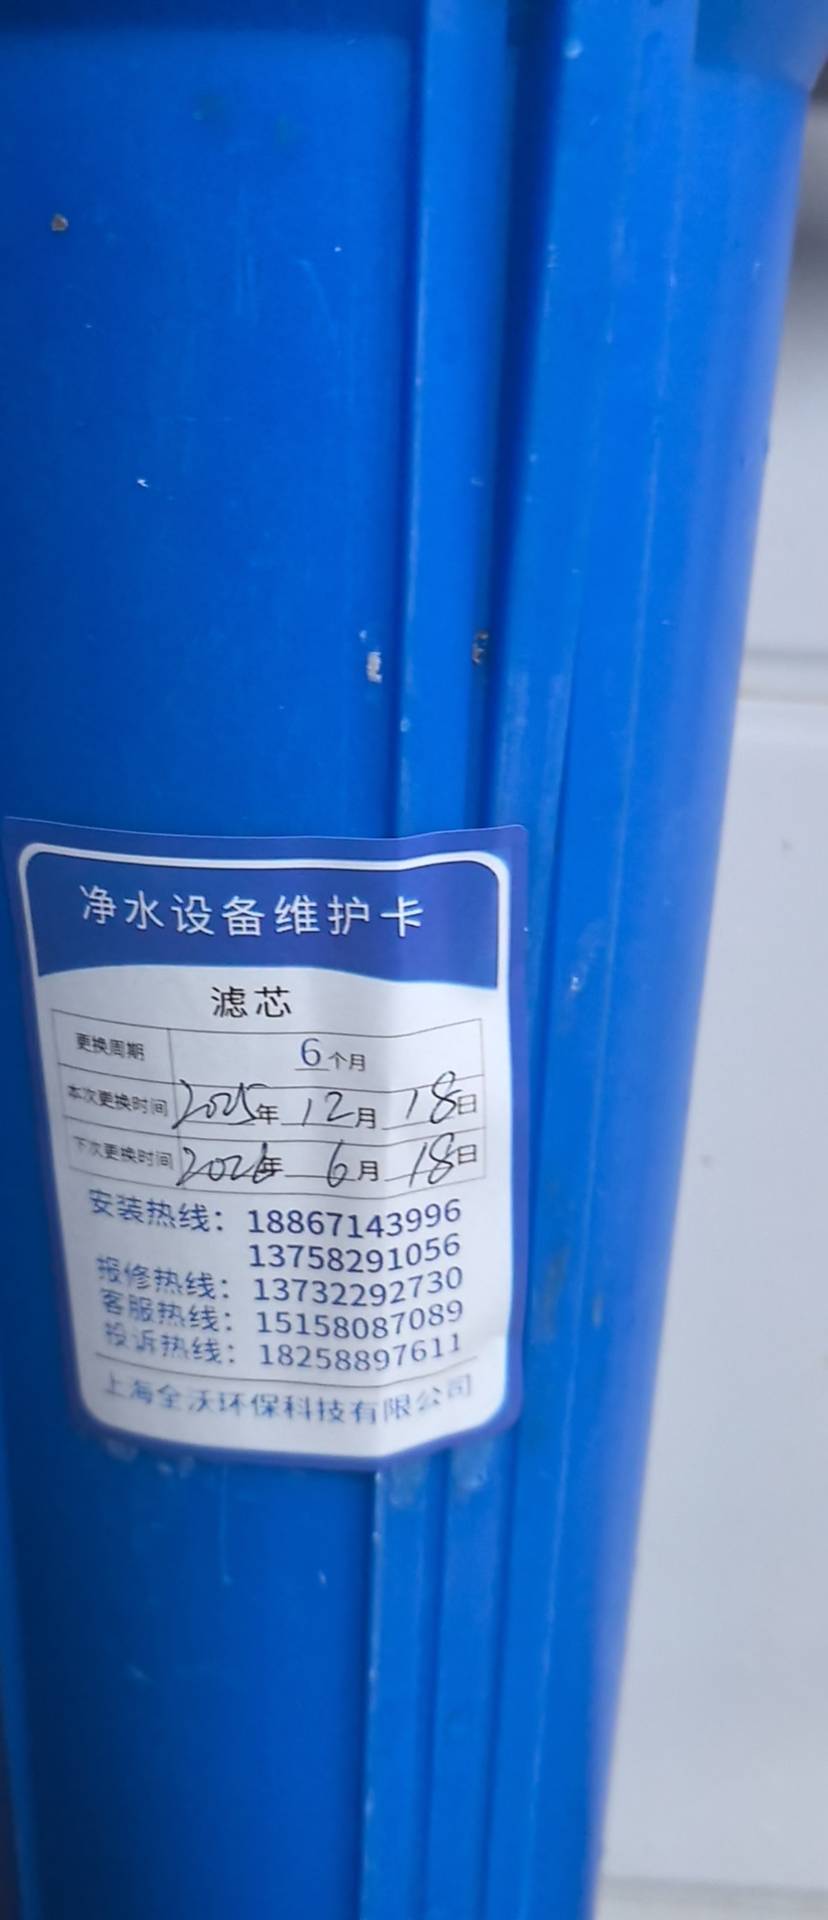 净水设备维护卡
滤芯
更换周期 6个月
本次更换时间 2025年12月18日
下次更换时间 2026年6月18日
安装热线：18867143996
13758291056
报修热线：13732292730
客服热线：15158087089
投诉热线：18258897611
上海全沃环保科技有限公司